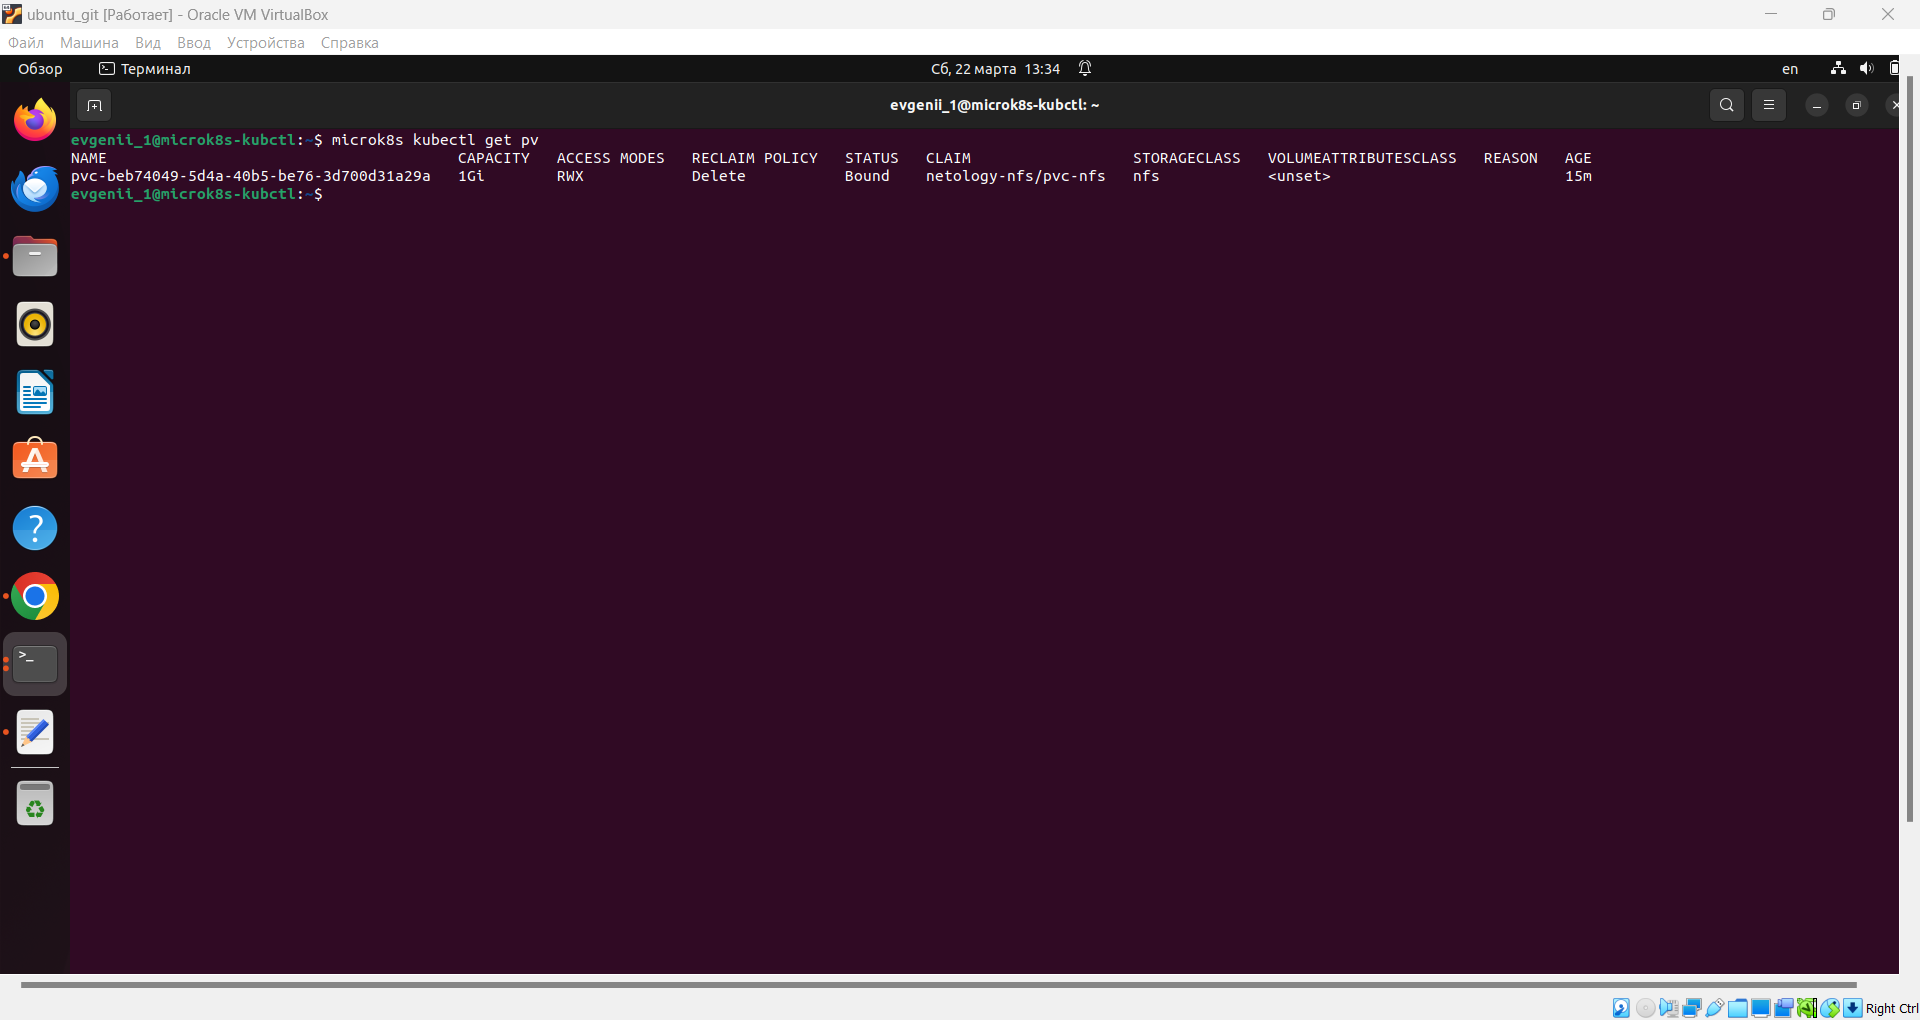 ubuntu_git [Работает] - Oracle VM VirtualBox
Файл Машина Вид Ввод Устройства Справка
Обзор Терминал Сб, 22 марта 13:34 en
evgenii_1@microk8s-kubctl: ~
evgenii_1@microk8s-kubctl:~$ microk8s kubectl get pv
NAME CAPACITY ACCESS MODES RECLAIM POLICY STATUS CLAIM STORAGECLASS VOLUMEATTRIBUTESCLASS REASON AGE
pvc-beb74049-5d4a-40b5-be76-3d700d31a29a 1Gi RWX Delete Bound netology-nfs/pvc-nfs nfs <unset> 15m
evgenii_1@microk8s-kubctl:~$
Right Ctrl